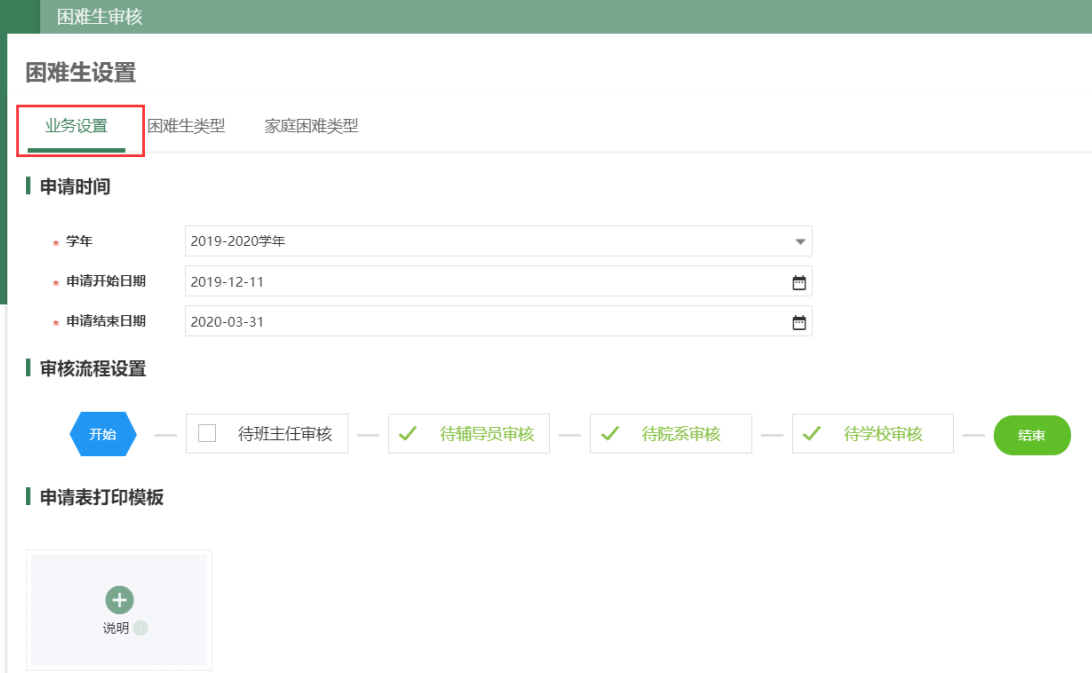 困难生审核
困难生设置
业务设置 困难生类型 家庭困难类型
申请时间
* 学年 2019-2020学年
* 申请开始日期 2019-12-11
* 申请结束日期 2020-03-31
审核流程设置
开始 待班主任审核 待辅导员审核 待院系审核 待学校审核 结束
申请表打印模板
说明